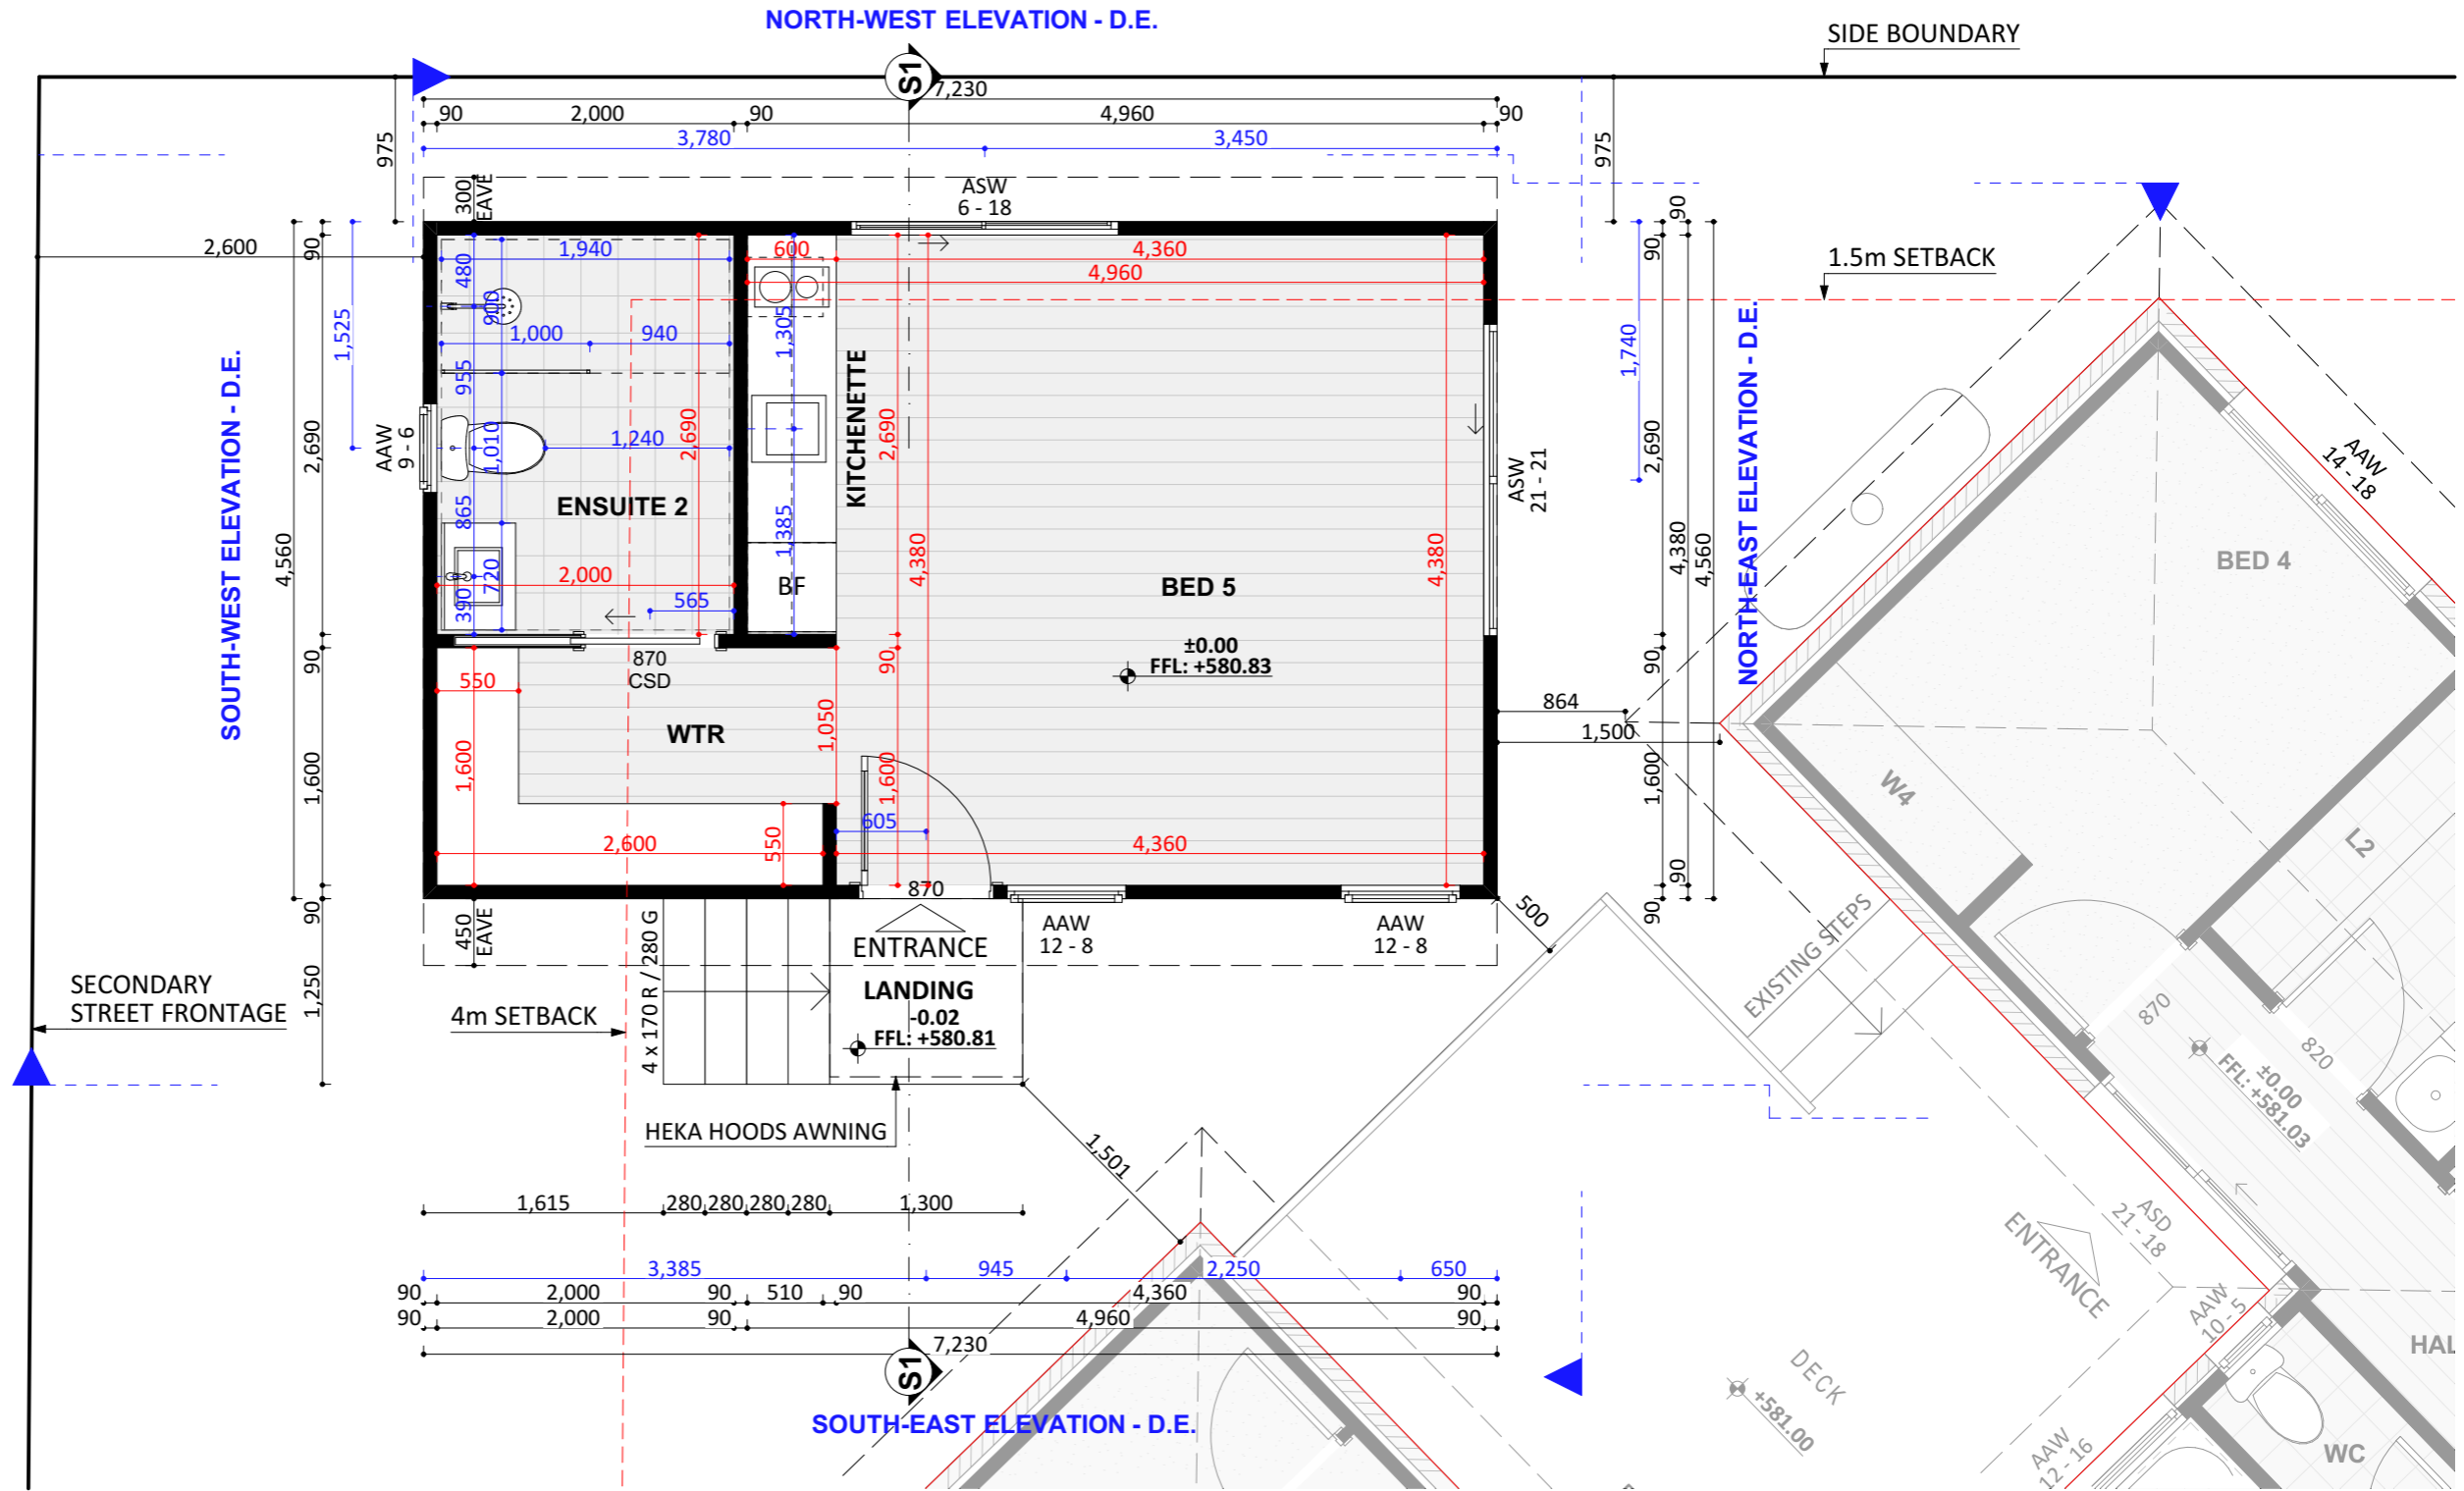 NORTH-WEST ELEVATION - D.E.
SIDE BOUNDARY
S1
7,230
90
2,000
90
4,960
90
3,780
3,450
975
975
300
EAVE
ASW
6 - 18
90
2,600
90
480
1,940
600
4,360
4,960
90
1.5m SETBACK
900
1,525
1,000
940
1,305
1,740
955
KITCHENETTE
SOUTH-WEST ELEVATION - D.E.
NORTH-EAST ELEVATION - D.E.
2,690
AAW
9 - 6
1,010
1,240
2,690
2,690
2,690
ASW
21 - 21
AAW
14 - 18
865
ENSUITE 2
1,385
4,560
4,380
4,380
4,380
4,560
BED 4
720
2,000
BF
BED 5
390
565
±0.00
FFL: +580.83
90
870
CSD
90
90
550
WTR
1,050
864
1,500
1,600
1,600
1,600
1,600
W4
L2
605
2,600
550
4,360
90
870
90
90
450
EAVE
4 x 170 R / 280 G
ENTRANCE
AAW
12 - 8
AAW
12 - 8
500
EXISTING STEPS
SECONDARY
STREET FRONTAGE
1,250
4m SETBACK
LANDING
-0.02
FFL: +580.81
870
820
±0.00
FFL: +581.03
HEKA HOODS AWNING
1,501
1,615
280
280
280
280
1,300
ASD
21 - 18
ENTRANCE
3,385
945
2,250
650
90
2,000
90
510
90
4,360
90
90
2,000
90
4,960
90
AAW
10 - 5
7,230
S1
HAL
DECK
+581.00
SOUTH-EAST ELEVATION - D.E.
AAW
12 - 16
WC